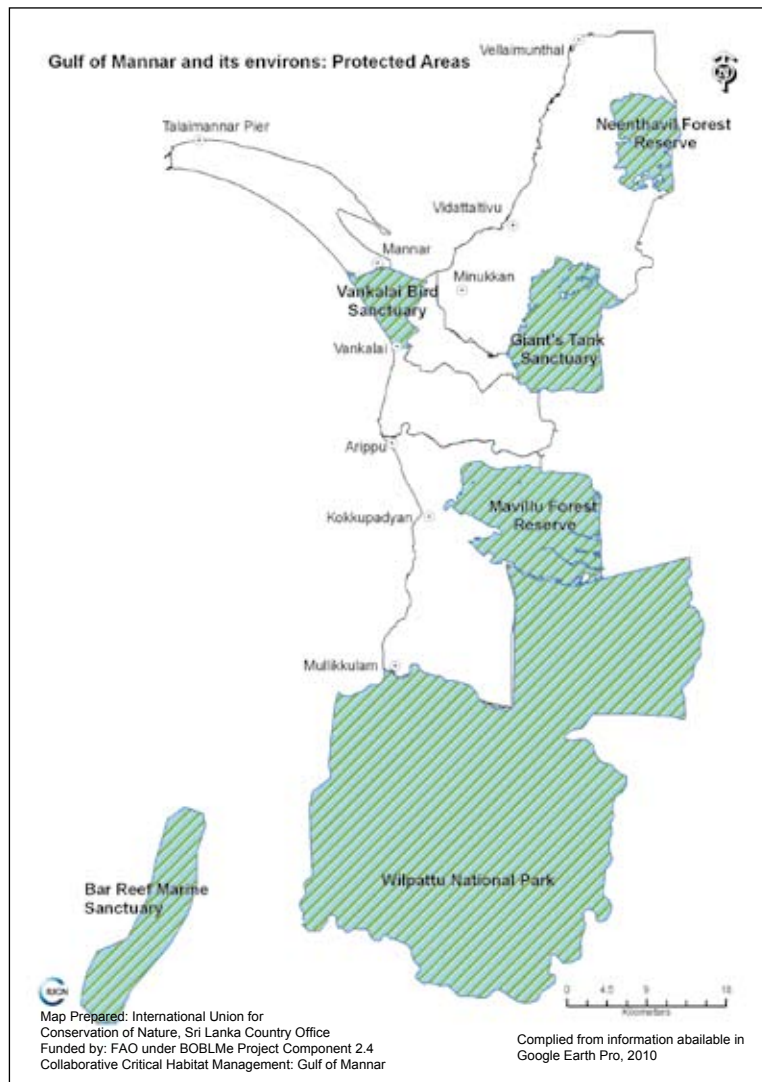 Gulf of Mannar and its environs: Protected Areas
Vellaimunthal
Neenthavil Forest
Reserve
Talaimannar Pier
Vidattaltivu
Mannar
Minukkan
Vankalai Bird
Sanctuary
Giant's Tank
Sanctuary
Vankalai
Arippu
Mavillu Forest
Reserve
Kokkupadyan
Mullikkulam
Wilpattu National Park
Bar Reef Marine
Sanctuary
IUCN
0 4.5 9 18
Kilometers
Map Prepared: International Union for
Conservation of Nature, Sri Lanka Country Office
Funded by: FAO under BOBLMe Project Component 2.4
Collaborative Critical Habitat Management: Gulf of Mannar
Complied from information abailable in
Google Earth Pro, 2010